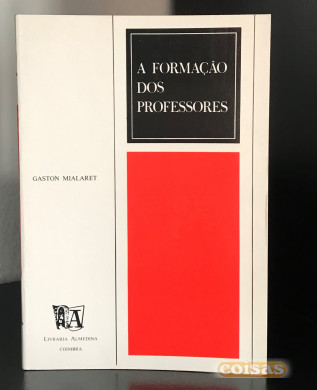 A FORMAÇÃO
DOS
PROFESSORES
GASTON MIALARET
A
LIVRARIA ALMEDINA
COIMBRA
coisas